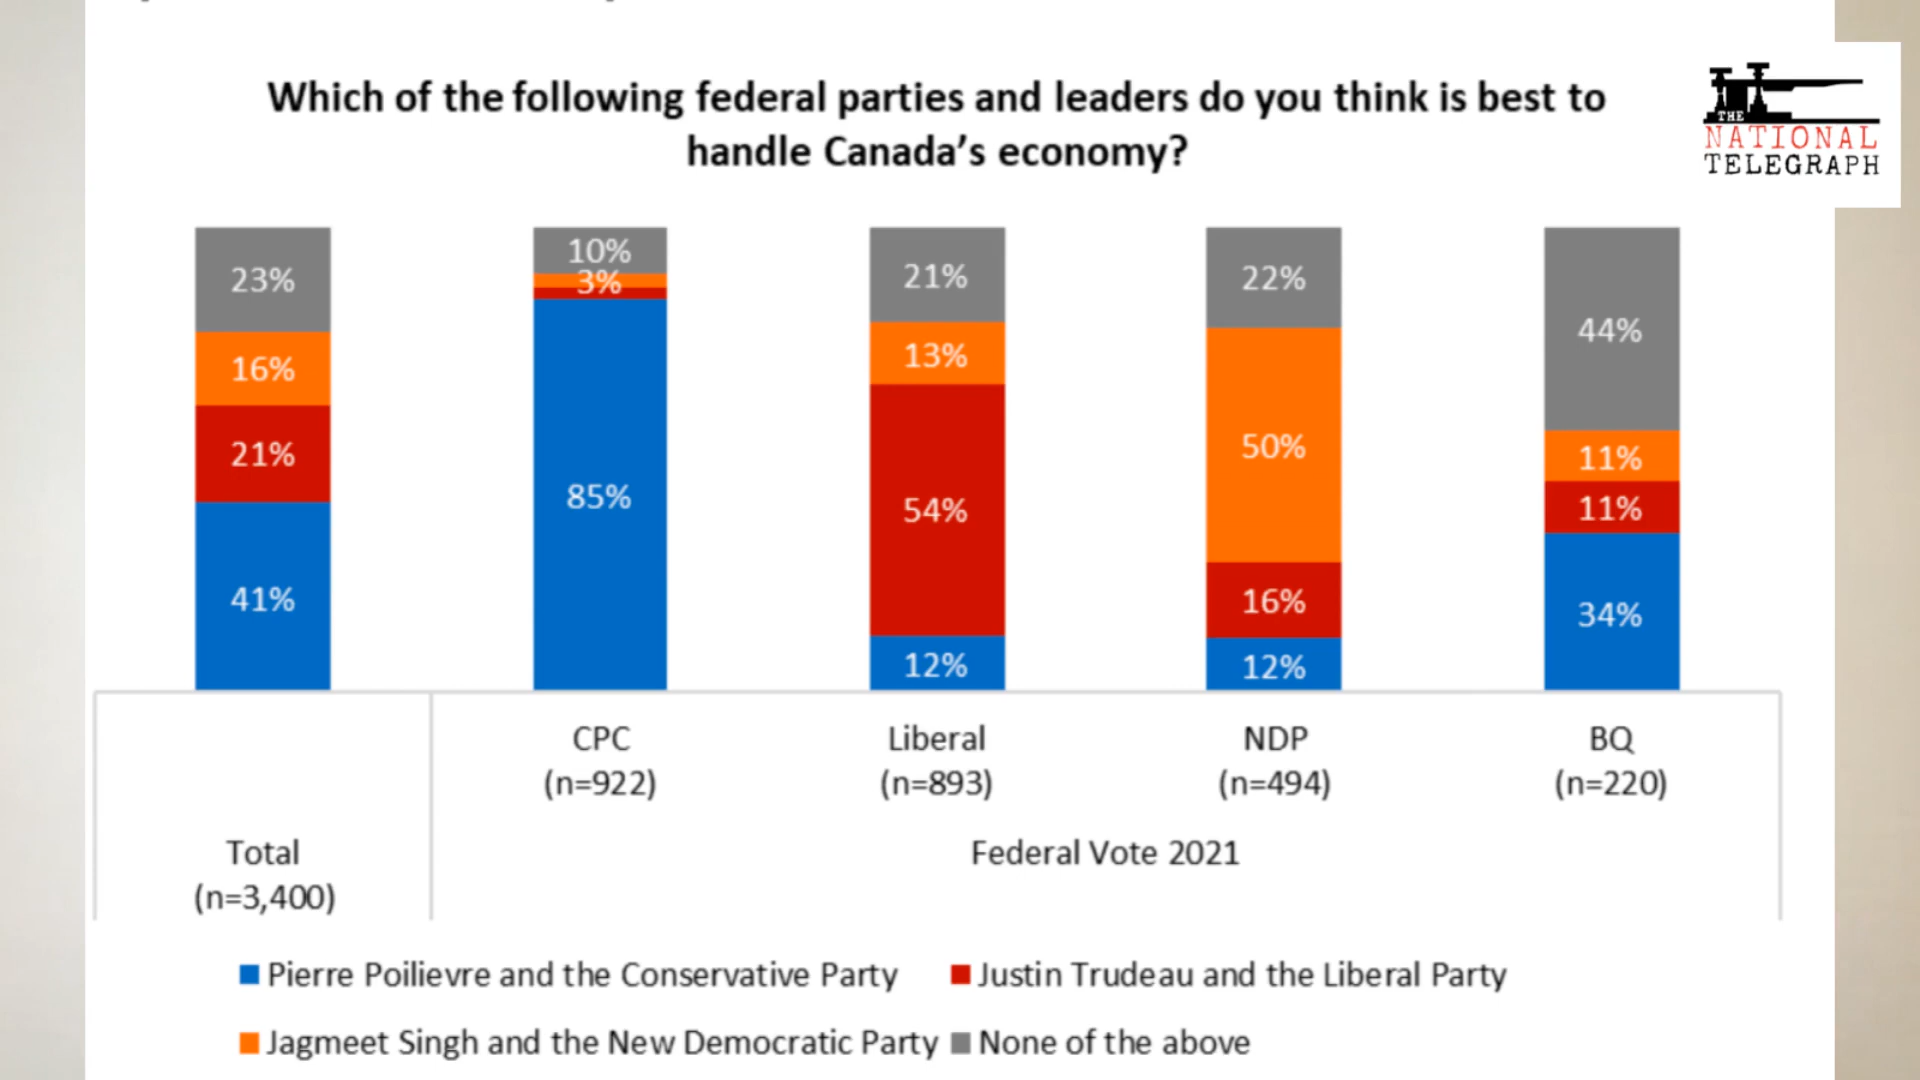 Which of the following federal parties and leaders do you think is best to
handle Canada's economy?
THE
NATIONAL
TELEGRAPH
23%
16%
21%
41%
10%
3%
85%
21%
13%
54%
12%
22%
50%
16%
12%
44%
11%
11%
34%
CPC
(n=922)
Liberal
(n=893)
NDP
(n=494)
BQ
(n=220)
Total
(n=3,400)
Federal Vote 2021
Pierre Poilievre and the Conservative Party
Justin Trudeau and the Liberal Party
Jagmeet Singh and the New Democratic Party
None of the above